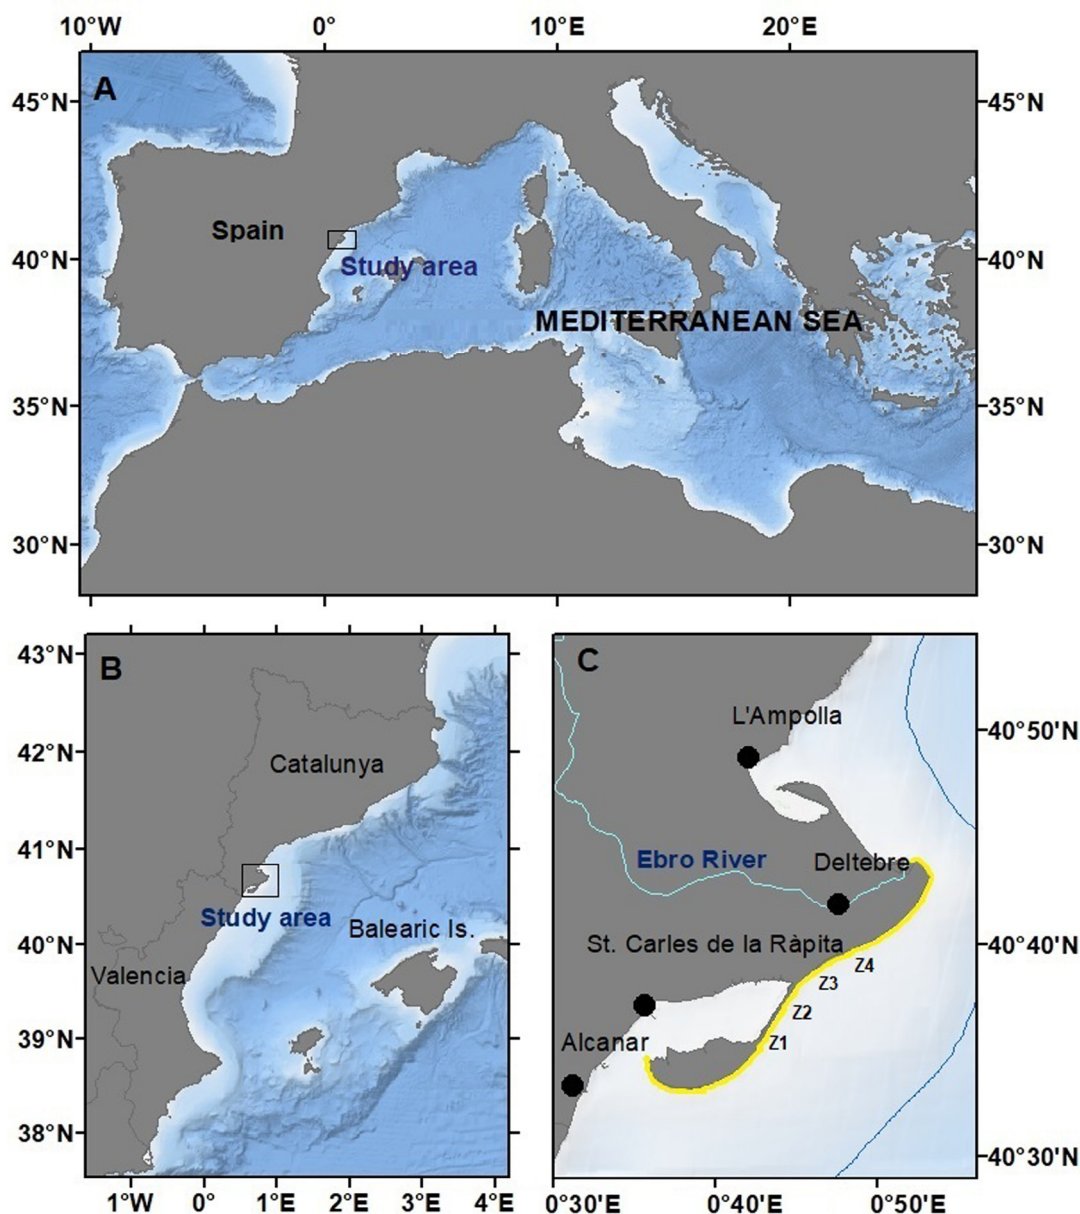 10°W 0° 10°E 20°E
A
45°N 45°N
Spain
40°N 40°N
Study area
MEDITERRANEAN SEA
35°N 35°N
30°N 30°N
B
43°N
42°N
Catalunya
41°N
Study area
Balearic Is.
40°N
Valencia
39°N
38°N
1°W 0° 1°E 2°E 3°E 4°E
C
L'Ampolla
40°50'N
Ebro River
Deltebre
St. Carles de la Ràpita
40°40'N
Z4
Z3
Z2
Z1
Alcanar
40°30'N
0°30'E 0°40'E 0°50'E